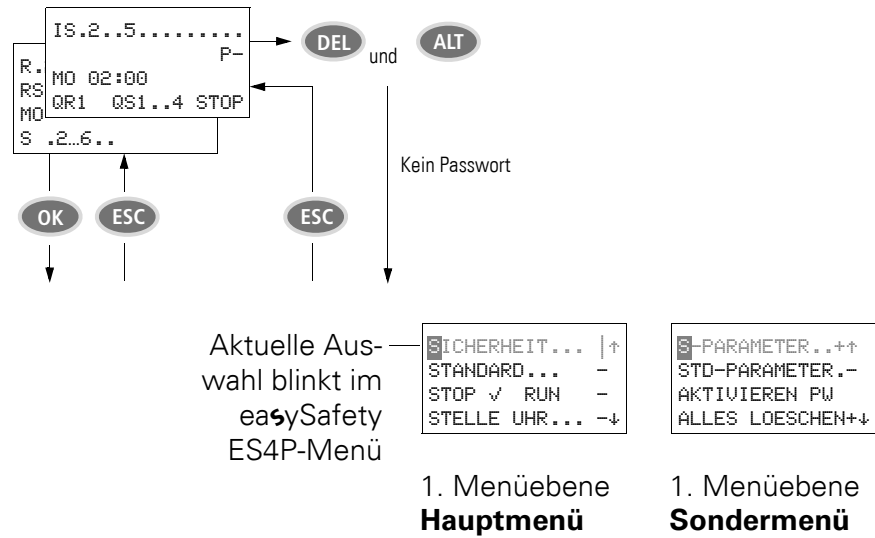 IS.2..5.........
P-
MO 02:00
QR1 QS1..4 STOP
R.
RS
MO
S .2…6..
DEL
und
ALT
Kein Passwort
OK
ESC
ESC
Aktuelle Aus-
wahl blinkt im
easySafety
ES4P-Menü
SICHERHEIT... |↑
STANDARD... -
STOP √ RUN -
STELLE UHR... -↓
S-PARAMETER..+↑
STD-PARAMETER.-
AKTIVIEREN PW
ALLES LOESCHEN+↓
1. Menüebene
Hauptmenü
1. Menüebene
Sondermenü